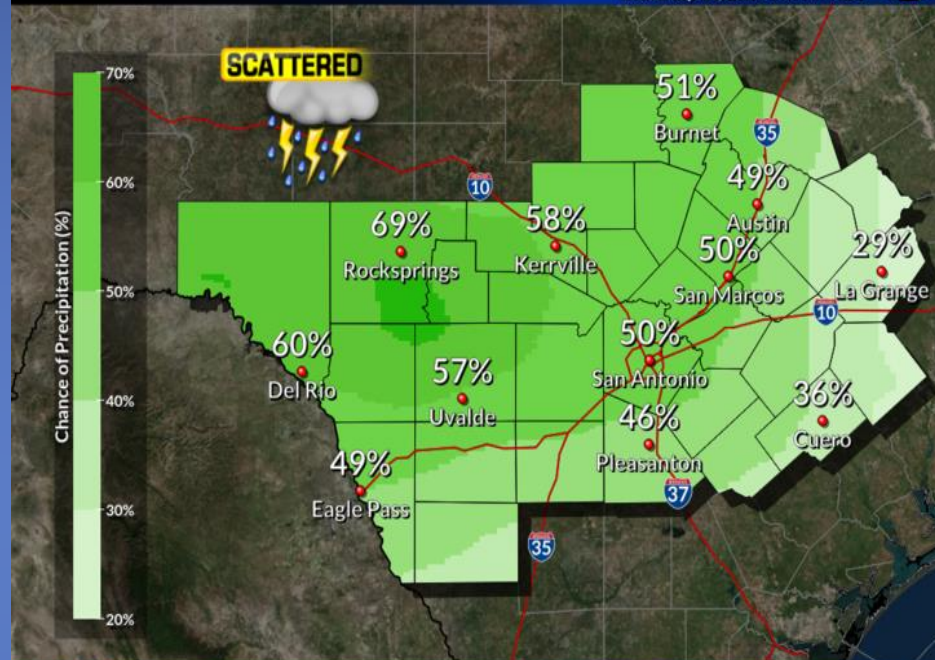 SCATTERED
70%
60%
50%
40%
30%
20%
Chance of Precipitation (%)
51%
Burnet
35
49%
Austin
10
69%
Rocksprings
58%
Kerrville
50%
San Marcos
29%
La Grange
10
60%
Del Rio
57%
Uvalde
50%
San Antonio
36%
Cuero
46%
Pleasanton
49%
Eagle Pass
37
35